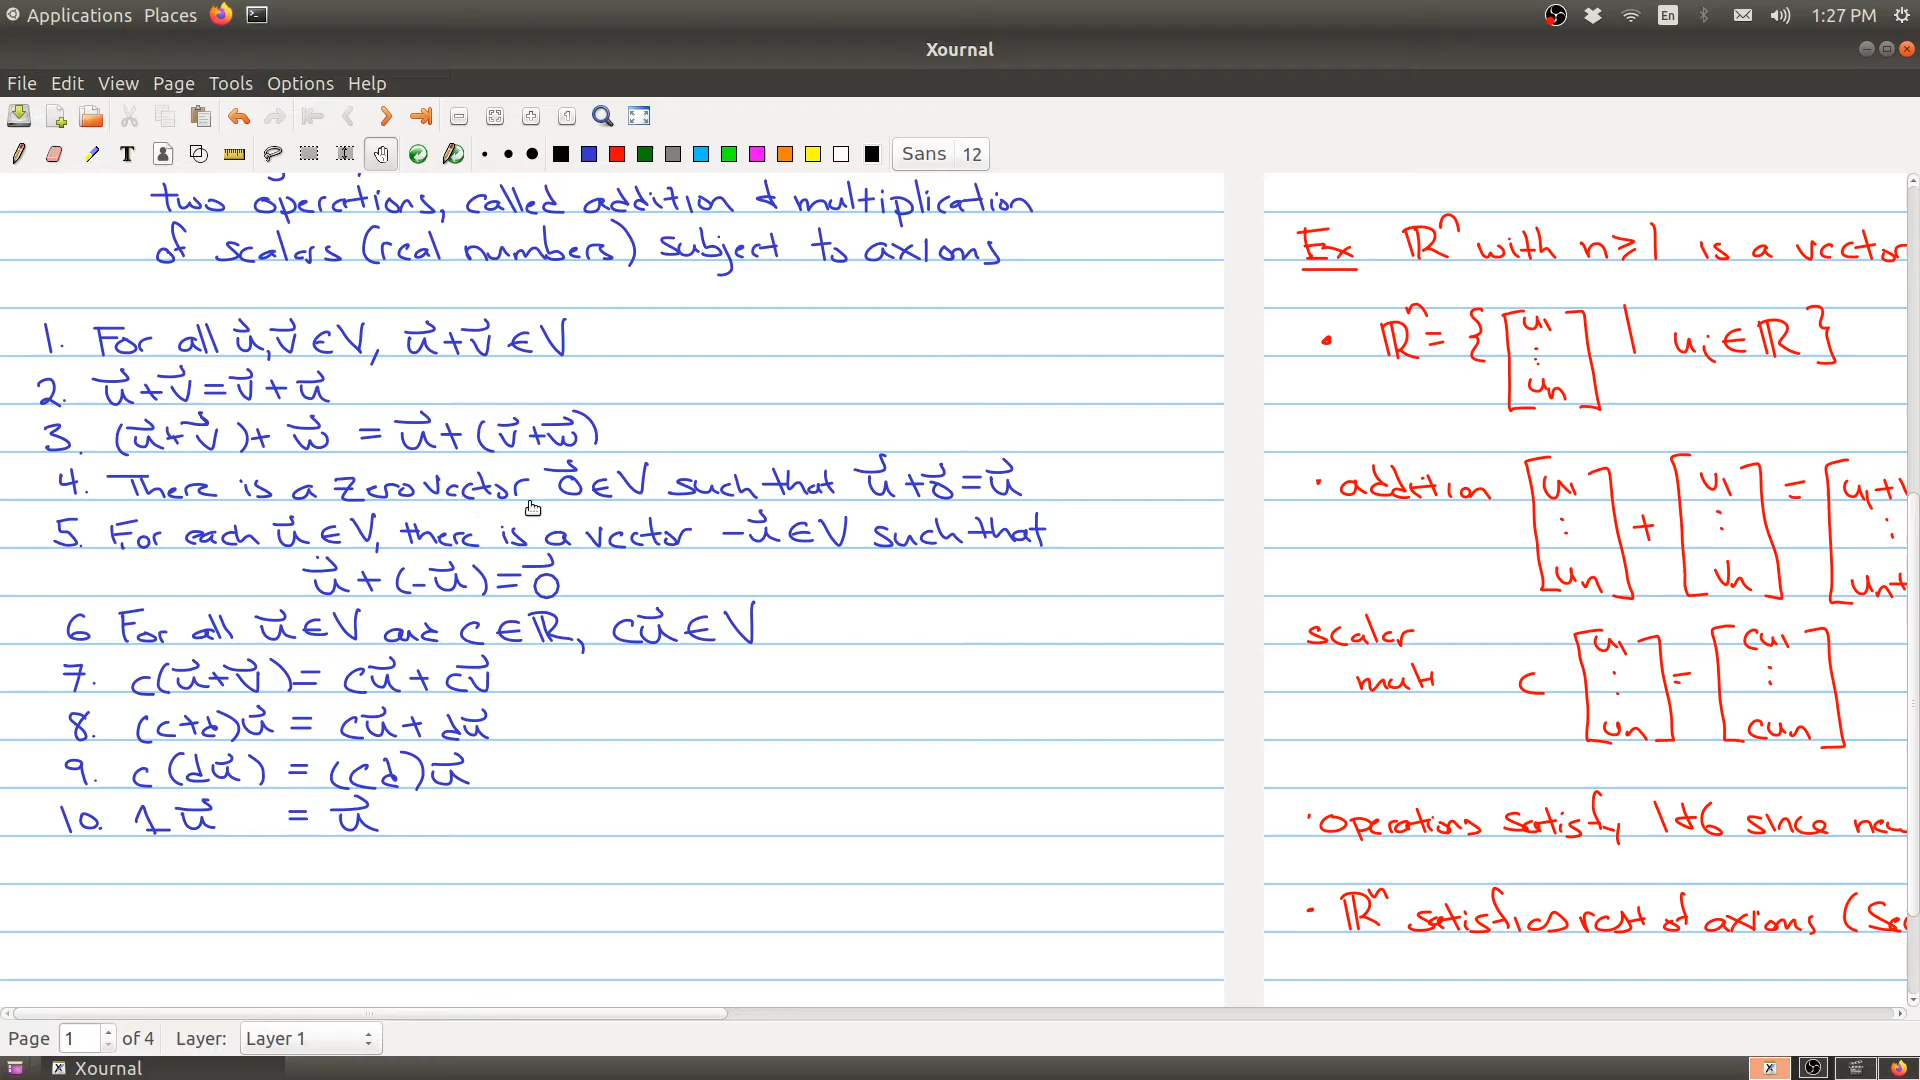 Applications Places En 1:27 PM
Xournal
File Edit View Page Tools Options Help
Sans 12
two operations, called addition & multiplication
of scalars (real numbers) subject to axioms
1. For all u⃗, v⃗ ∈ V, u⃗+v⃗ ∈ V
2. u⃗+v⃗ = v⃗+u⃗
3. (u⃗+v⃗)+w⃗ = u⃗+(v⃗+w⃗)
4. There is a zero vector 0⃗ ∈ V such that u⃗+0⃗=u⃗
5. For each u⃗ ∈ V, there is a vector -u⃗ ∈ V such that
u⃗+(-u⃗)=0⃗
6 For all u⃗ ∈ V and c ∈ ℝ, cu⃗ ∈ V
7. c(u⃗+v⃗)= cu⃗+cv⃗
8. (c+d)u⃗ = cu⃗+du⃗
9. c(du⃗) = (cd)u⃗
10. 1u⃗ = u⃗
Ex ℝⁿ with n≥1 is a vector
• ℝⁿ = { [u₁ ⋮ uₙ] | uᵢ ∈ ℝ }
• addition [u₁ ⋮ uₙ] + [v₁ ⋮ vₙ] = [u₁+v ⋮ uₙ+
scalar
mult c [u₁ ⋮ uₙ] = [cu₁ ⋮ cuₙ]
• operations satisfy 1&6 since new
• ℝⁿ satisfies rest of axioms (Se
Page 1 of 4 Layer: Layer 1
Xournal